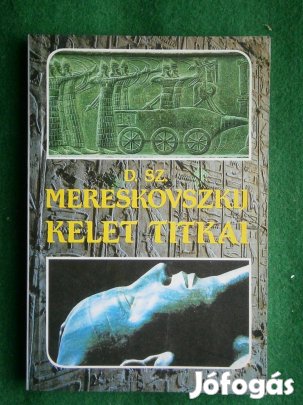 D. SZ.
MERESKOVSZKIJ
KELET TITKAI
Jófogás